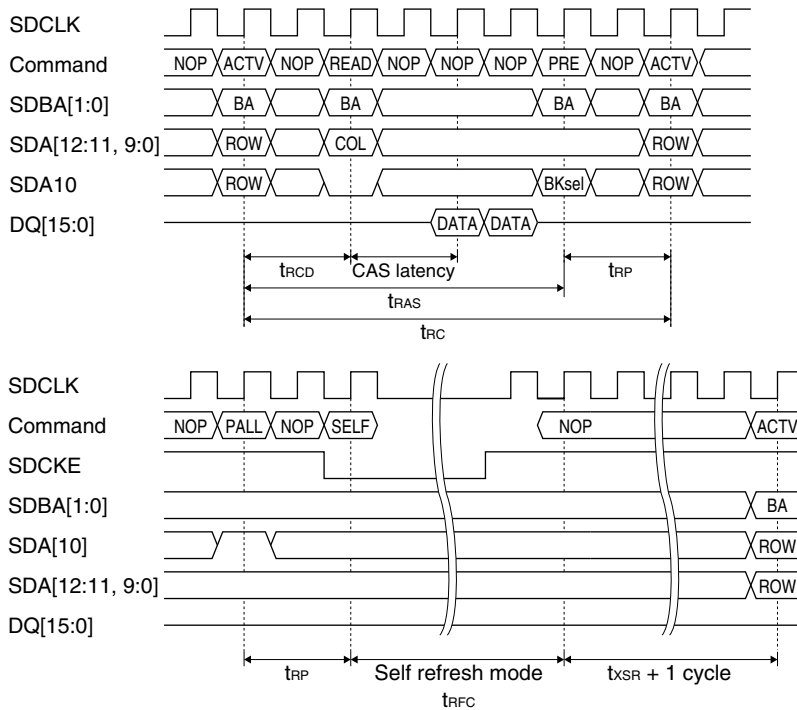 SDCLK
Command NOP ACTV NOP READ NOP NOP NOP PRE NOP ACTV
SDBA[1:0] BA BA BA BA
SDA[12:11, 9:0] ROW COL ROW
SDA10 ROW BKsel ROW
DQ[15:0] DATA DATA
tRCD CAS latency tRP
tRAS
tRC
SDCLK
Command NOP PALL NOP SELF NOP ACTV
SDCKE
SDBA[1:0] BA
SDA[10] ROW
SDA[12:11, 9:0] ROW
DQ[15:0]
tRP Self refresh mode tXSR + 1 cycle
tRFC